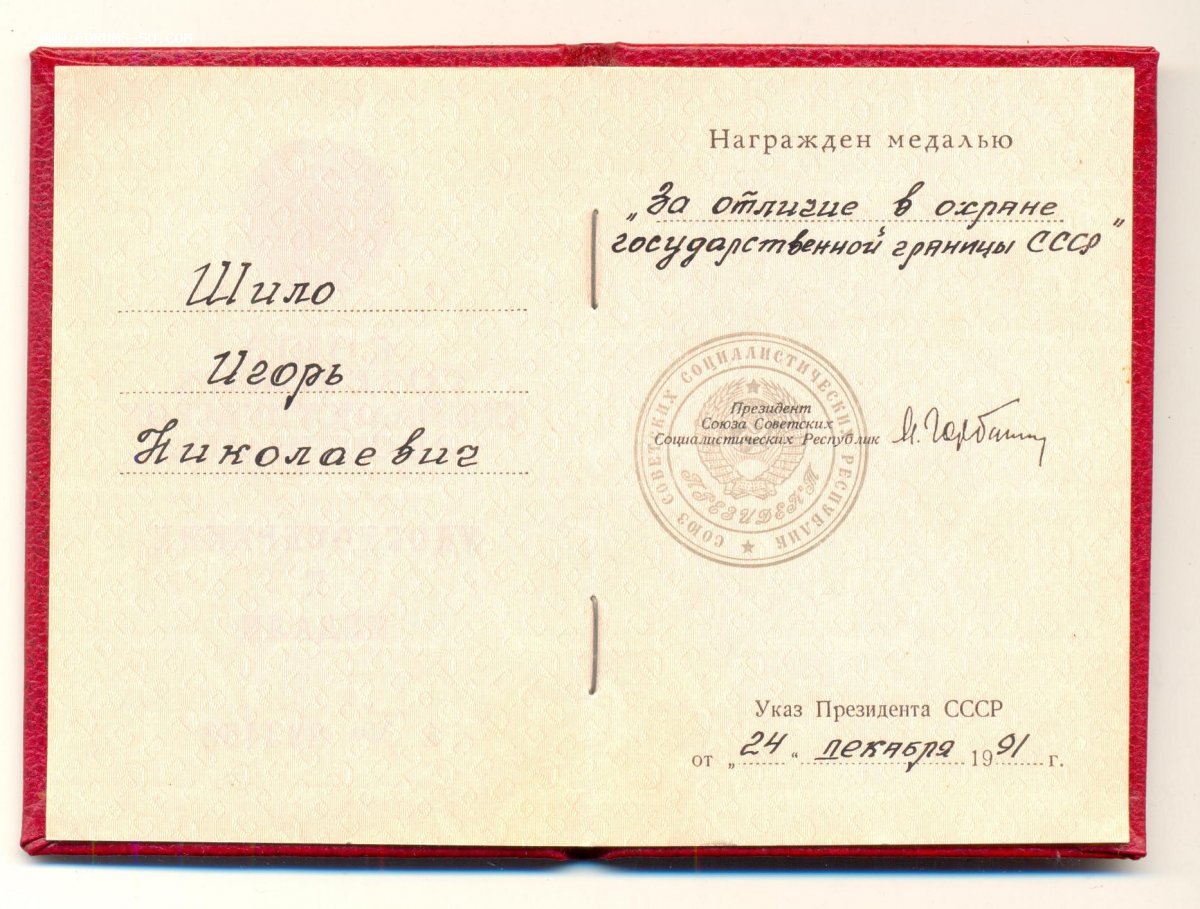 Шило
Игорь
Николаевич
Награжден медалью
„За отличие в охране
государственной границы СССР"
СОЮЗ СОВЕТСКИХ СОЦИАЛИСТИЧЕСКИХ РЕСПУБЛИК
Президент
Союза Советских
Социалистических Республик
М. Горбачев
ПРЕЗИДЕНТ
Указ Президента СССР
от „24“ декабря 1991 г.